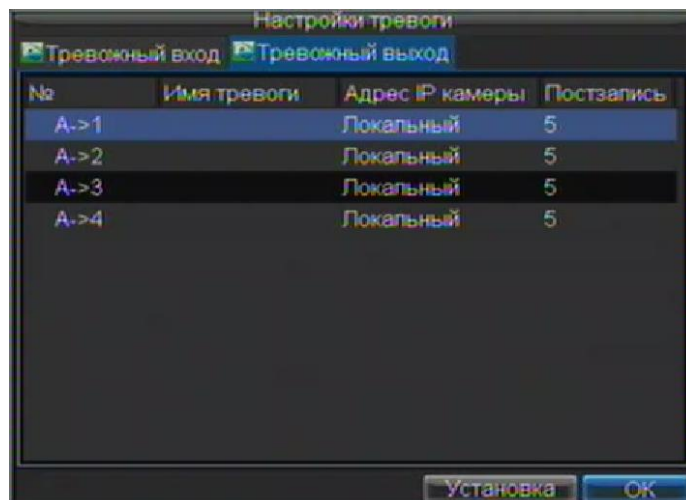 Настройки тревоги
Тревожный вход Тревожный выход
№ Имя тревоги Адрес IP камеры Постзапись
A->1 Локальный 5
A->2 Локальный 5
A->3 Локальный 5
A->4 Локальный 5
Установка OK